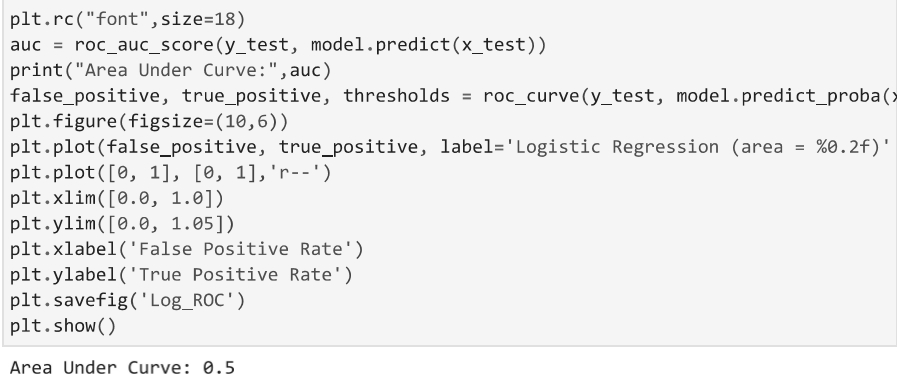 plt.rc("font",size=18)
auc = roc_auc_score(y_test, model.predict(x_test))
print("Area Under Curve:",auc)
false_positive, true_positive, thresholds = roc_curve(y_test, model.predict_proba(x
plt.figure(figsize=(10,6))
plt.plot(false_positive, true_positive, label='Logistic Regression (area = %0.2f)'
plt.plot([0, 1], [0, 1],'r--')
plt.xlim([0.0, 1.0])
plt.ylim([0.0, 1.05])
plt.xlabel('False Positive Rate')
plt.ylabel('True Positive Rate')
plt.savefig('Log_ROC')
plt.show()
Area Under Curve: 0.5